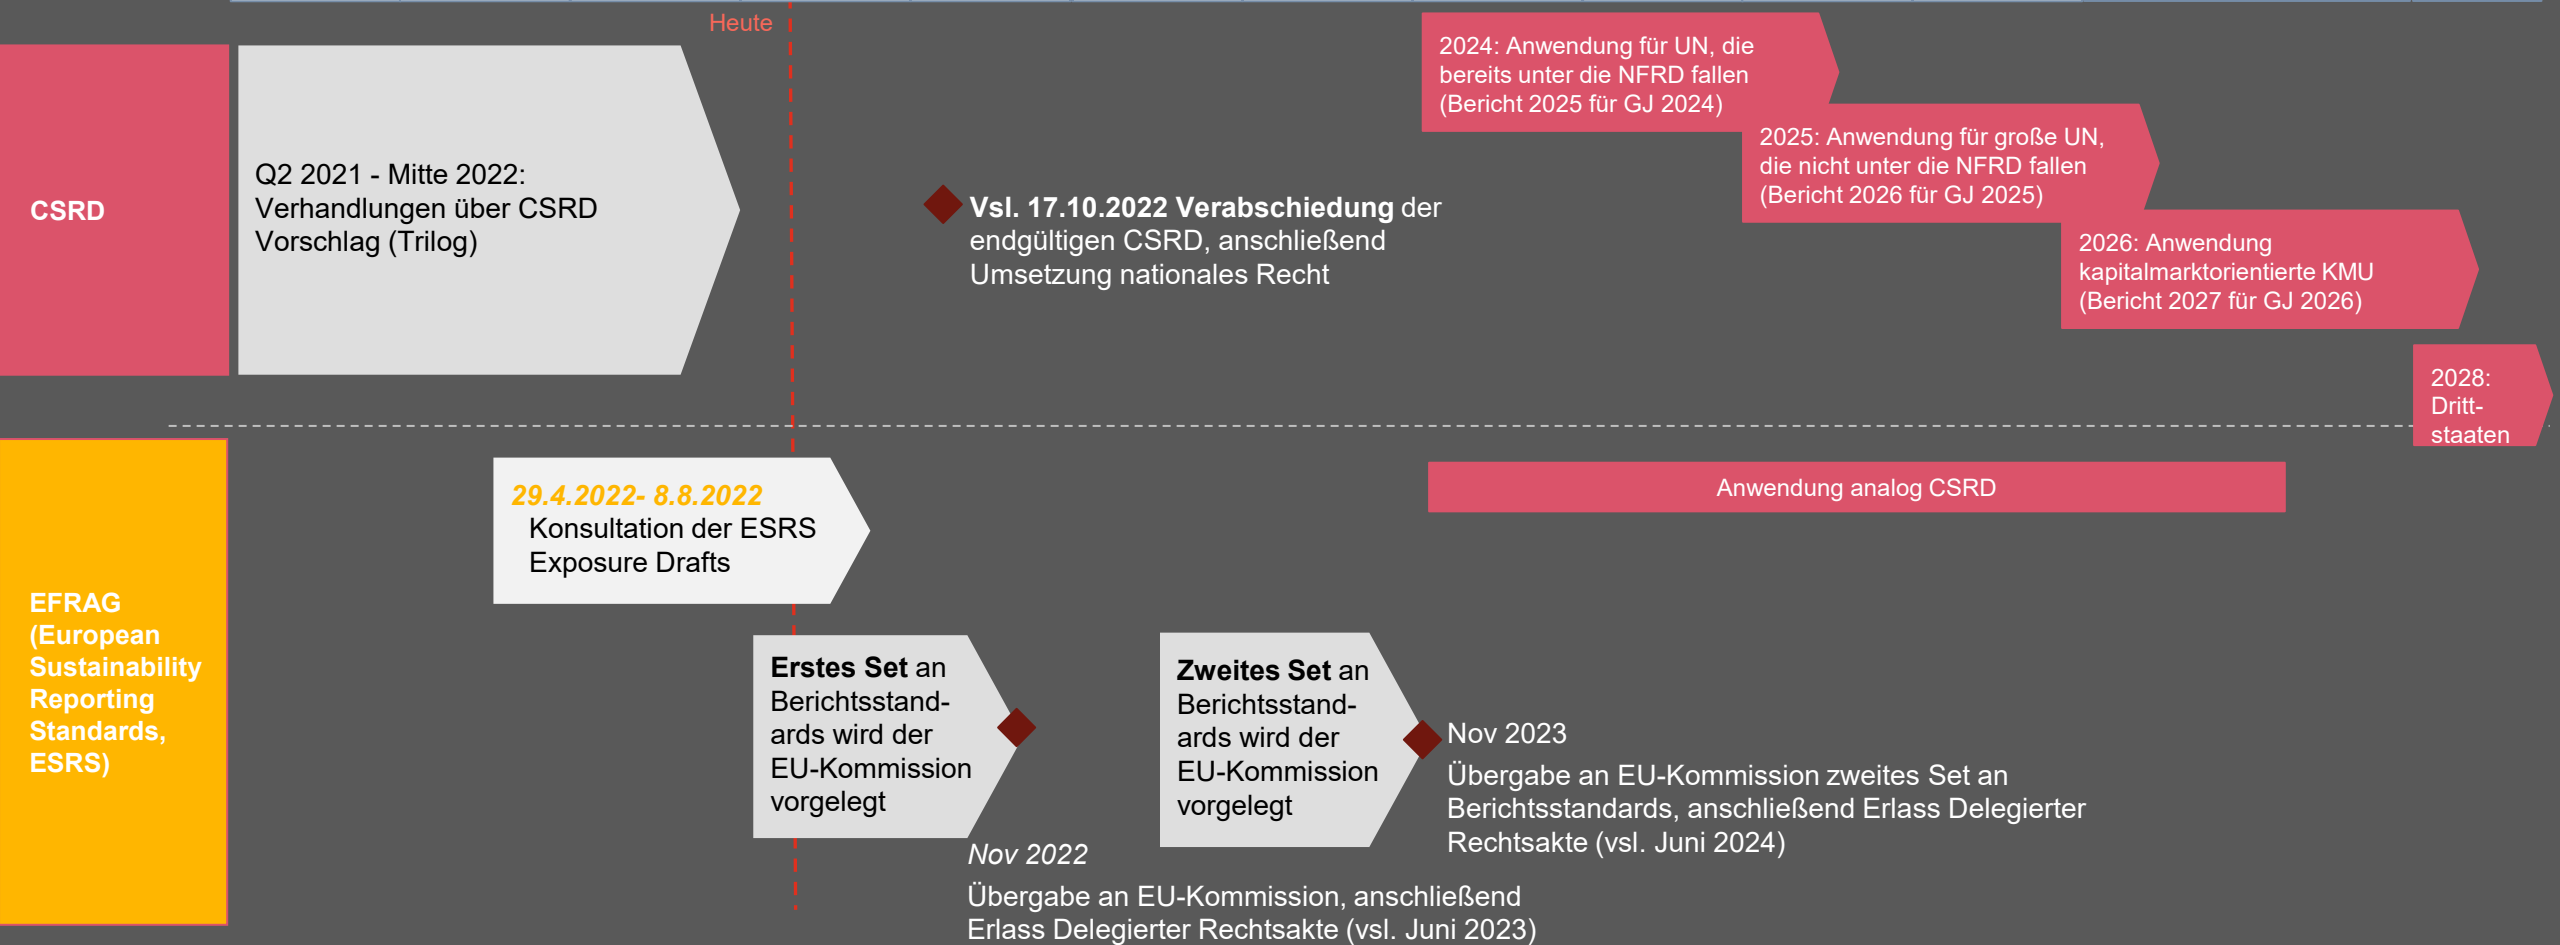 Heute
CSRD
Q2 2021 - Mitte 2022:
Verhandlungen über CSRD
Vorschlag (Trilog)
Vsl. 17.10.2022 Verabschiedung der
endgültigen CSRD, anschließend
Umsetzung nationales Recht
2024: Anwendung für UN, die
bereits unter die NFRD fallen
(Bericht 2025 für GJ 2024)
2025: Anwendung für große UN,
die nicht unter die NFRD fallen
(Bericht 2026 für GJ 2025)
2026: Anwendung
kapitalmarktorientierte KMU
(Bericht 2027 für GJ 2026)
2028:
Dritt-
staaten
EFRAG
(European
Sustainability
Reporting
Standards,
ESRS)
29.4.2022- 8.8.2022
Konsultation der ESRS
Exposure Drafts
Anwendung analog CSRD
Erstes Set an
Berichtsstand-
ards wird der
EU-Kommission
vorgelegt
Nov 2022
Übergabe an EU-Kommission, anschließend
Erlass Delegierter Rechtsakte (vsl. Juni 2023)
Zweites Set an
Berichtsstand-
ards wird der
EU-Kommission
vorgelegt
Nov 2023
Übergabe an EU-Kommission zweites Set an
Berichtsstandards, anschließend Erlass Delegierter
Rechtsakte (vsl. Juni 2024)